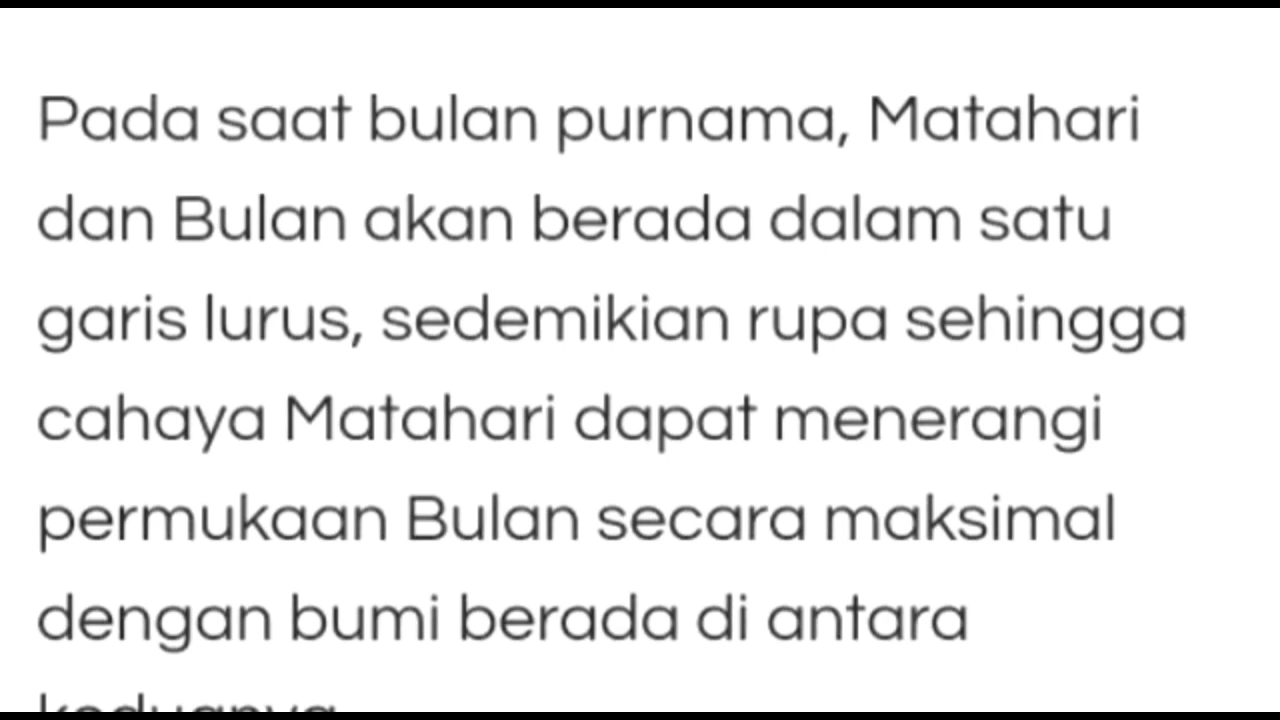 Pada saat bulan purnama, Matahari
dan Bulan akan berada dalam satu
garis lurus, sedemikian rupa sehingga
cahaya Matahari dapat menerangi
permukaan Bulan secara maksimal
dengan bumi berada di antara
keduanya